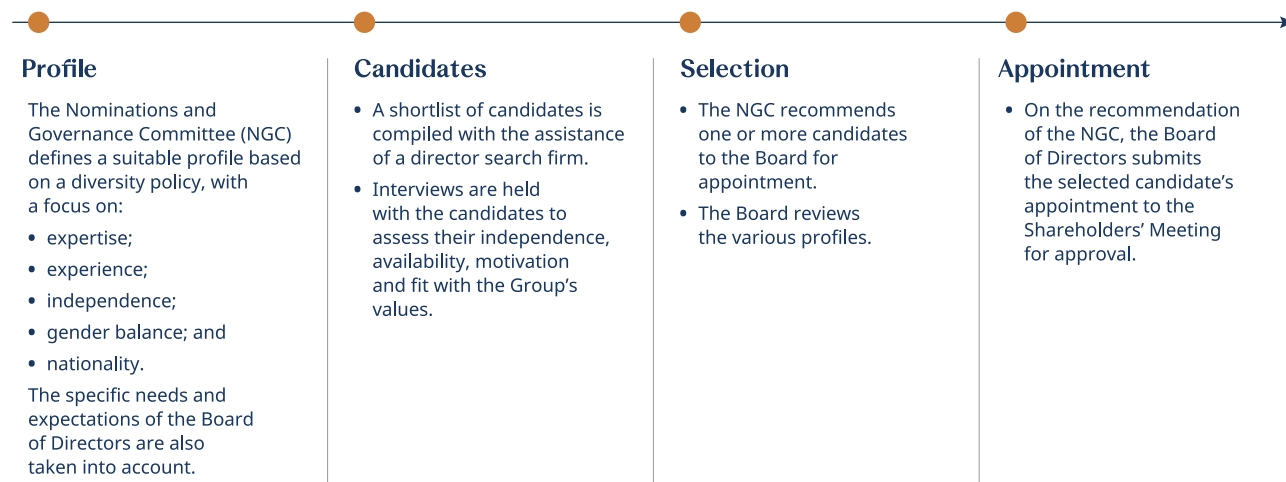 Profile
The Nominations and
Governance Committee (NGC)
defines a suitable profile based
on a diversity policy, with
a focus on:
• expertise;
• experience;
• independence;
• gender balance; and
• nationality.
The specific needs and
expectations of the Board
of Directors are also
taken into account.
Candidates
• A shortlist of candidates is
compiled with the assistance
of a director search firm.
• Interviews are held
with the candidates to
assess their independence,
availability, motivation
and fit with the Group’s
values.
Selection
• The NGC recommends
one or more candidates
to the Board for
appointment.
• The Board reviews
the various profiles.
Appointment
• On the recommendation
of the NGC, the Board
of Directors submits
the selected candidate’s
appointment to the
Shareholders’ Meeting
for approval.